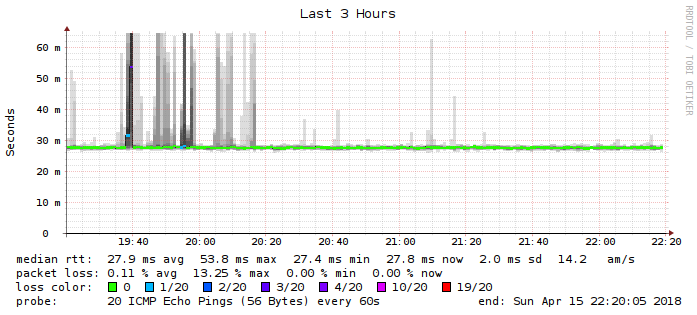 Last 3 Hours
RRDTOOL / TOBI OETIKER
Seconds
60 m
50 m
40 m
30 m
20 m
10 m
0
19:40 20:00 20:20 20:40 21:00 21:20 21:40 22:00 22:20
median rtt: 27.9 ms avg 53.8 ms max 27.4 ms min 27.8 ms now 2.0 ms sd 14.2 am/s
packet loss: 0.11 % avg 13.25 % max 0.00 % min 0.00 % now
loss color: 0 1/20 2/20 3/20 4/20 10/20 19/20
probe: 20 ICMP Echo Pings (56 Bytes) every 60s end: Sun Apr 15 22:20:05 2018